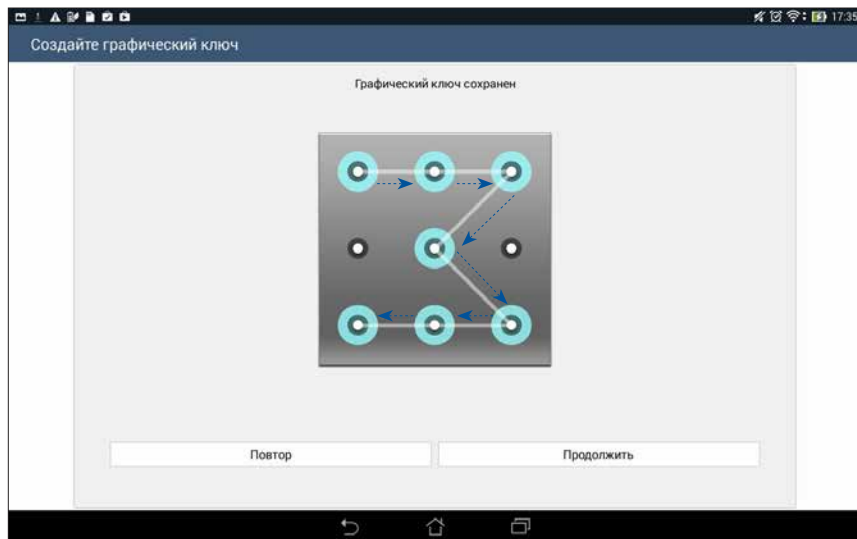 17:35
Создайте графический ключ
Графический ключ сохранен
Повтор
Продолжить